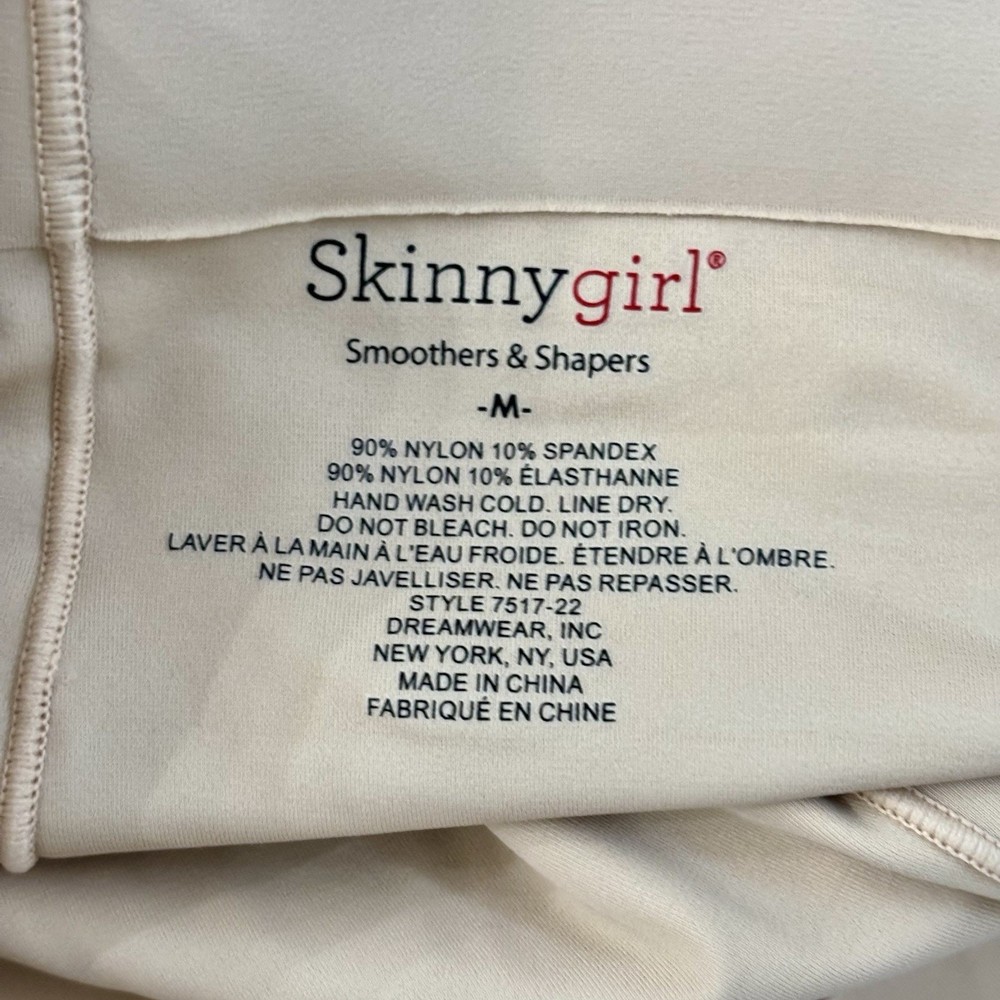 Skinnygirl®
Smoothers & Shapers
-M-
90% NYLON 10% SPANDEX
90% NYLON 10% ÉLASTHANNE
HAND WASH COLD. LINE DRY.
DO NOT BLEACH. DO NOT IRON.
LAVER À LA MAIN À L'EAU FROIDE. ÉTENDRE À L'OMBRE.
NE PAS JAVELLISER. NE PAS REPASSER.
STYLE 7517-22
DREAMWEAR, INC
NEW YORK, NY, USA
MADE IN CHINA
FABRIQUÉ EN CHINE